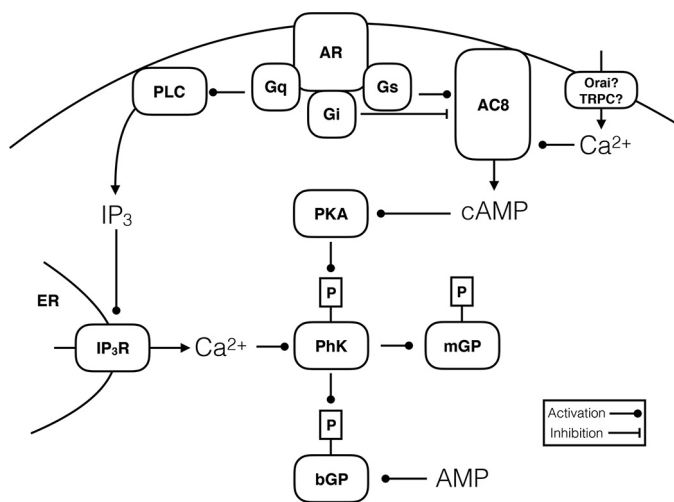 AR
PLC
Gq
Gs
Gi
AC8
Orai?
TRPC?
Ca²⁺
IP₃
PKA
cAMP
P
P
ER
IP₃R
Ca²⁺
PhK
mGP
P
bGP
AMP
Activation
Inhibition